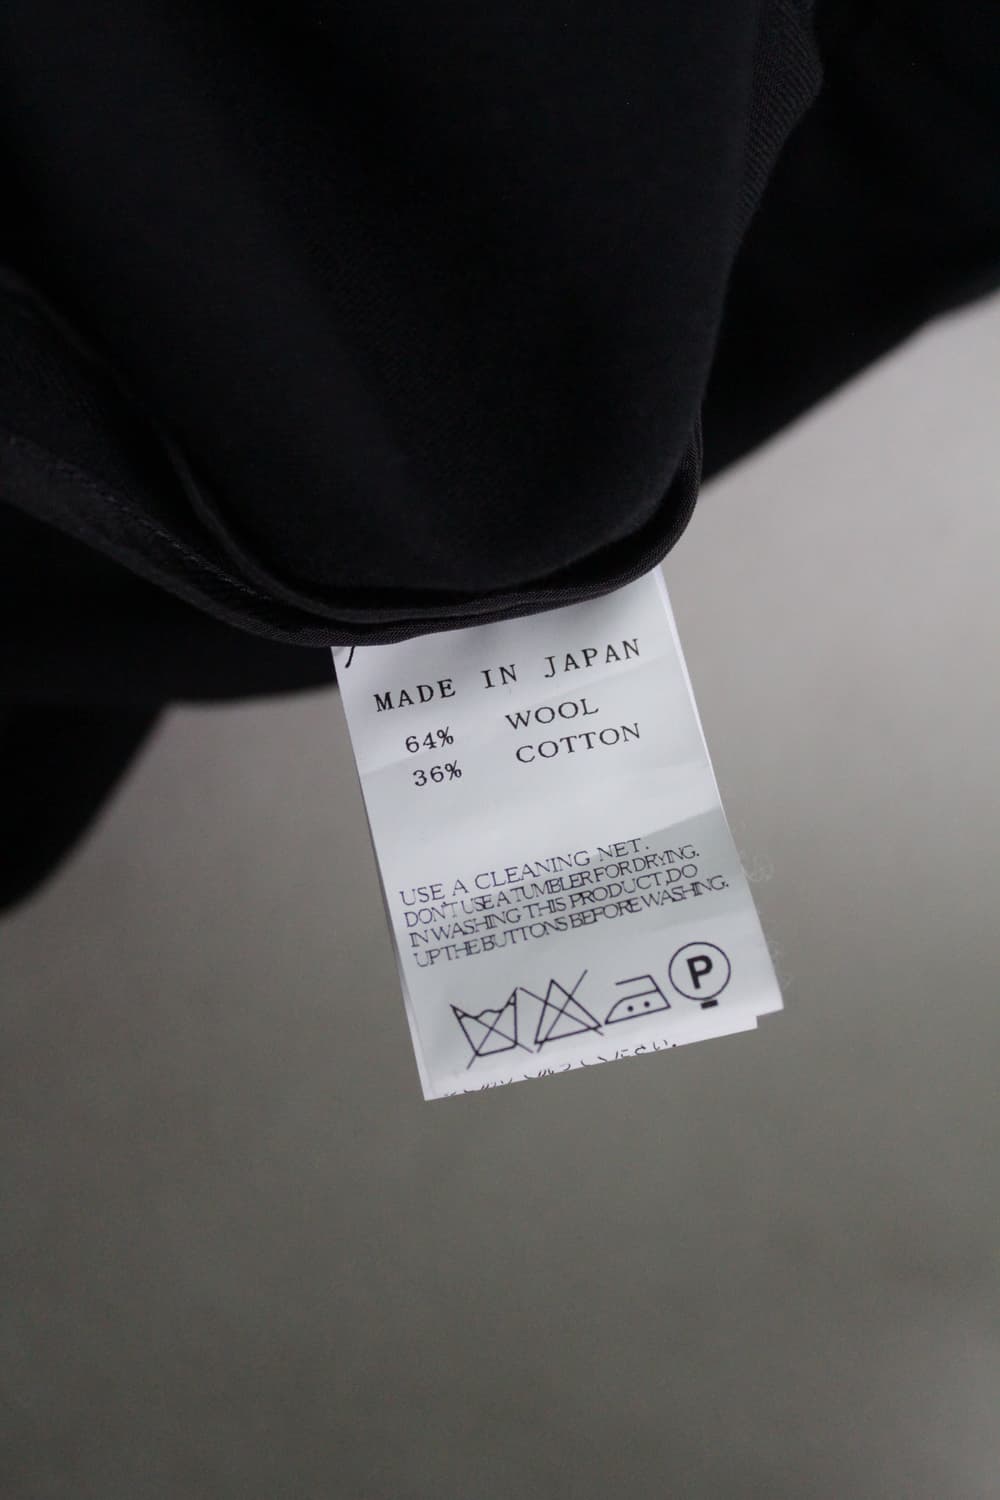 MADE IN JAPAN
64% WOOL
36% COTTON
USE A CLEANING NET.
DON'T USE A TUMBLER FOR DRYING.
IN WASHING THIS PRODUCT, DO
UP THE BUTTONS BEFORE WASHING.
P